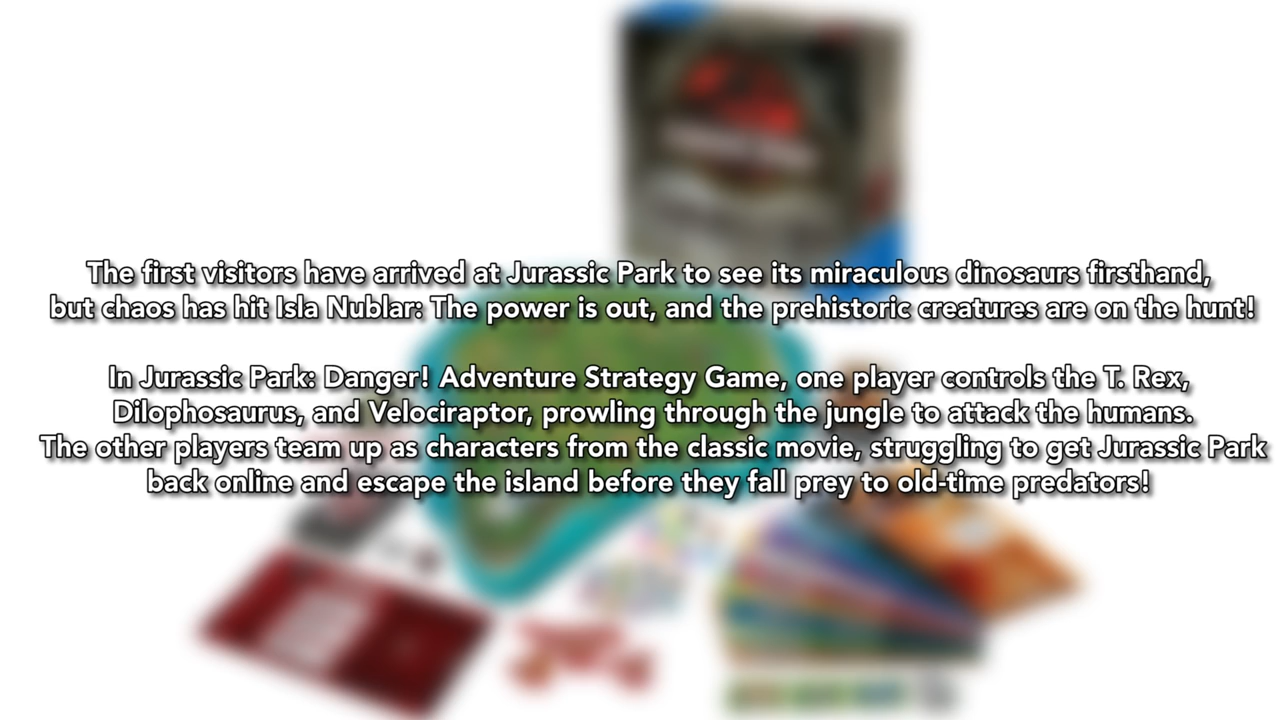 The first visitors have arrived at Jurassic Park to see its miraculous dinosaurs firsthand,
but chaos has hit Isla Nublar: The power is out, and the prehistoric creatures are on the hunt!
In Jurassic Park: Danger! Adventure Strategy Game, one player controls the T. Rex,
Dilophosaurus, and Velociraptor, prowling through the jungle to attack the humans.
The other players team up as characters from the classic movie, struggling to get Jurassic Park
back online and escape the island before they fall prey to old-time predators!